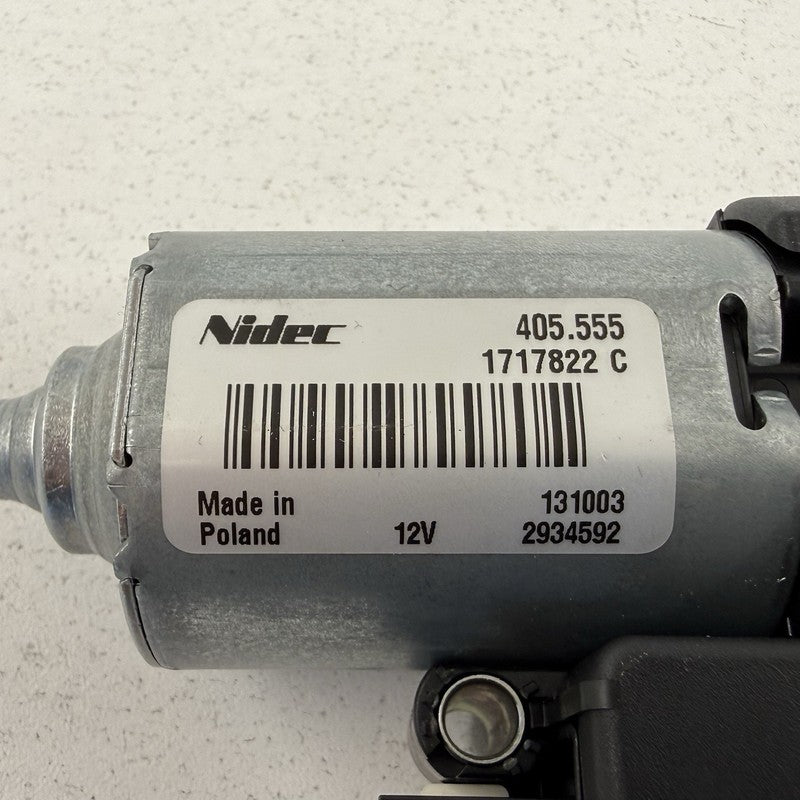 Nidec 405.555
1717822 C
Made in 131003
Poland 12V 2934592